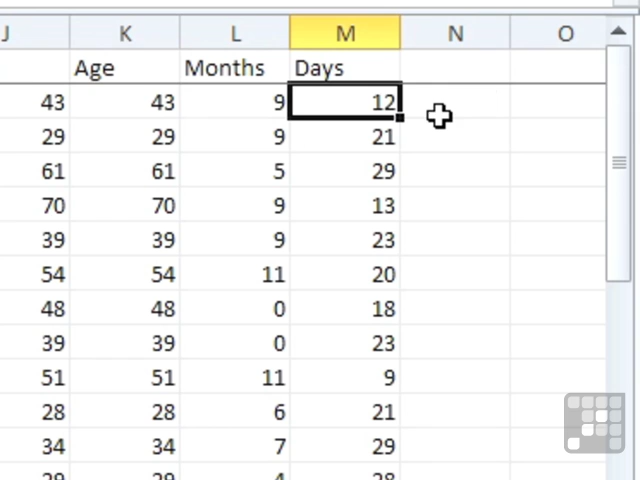 J K L M N O
Age Months Days
43 43 9 12
29 29 9 21
61 61 5 29
70 70 9 13
39 39 9 23
54 54 11 20
48 48 0 18
39 39 0 23
51 51 11 9
28 28 6 21
34 34 7 29
29 29 4 28